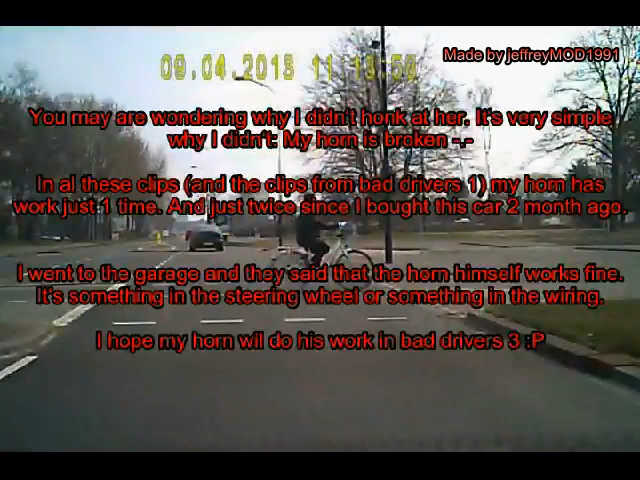 Made by jeffreyMOD1991
09.04.2013 11:13:50
You may are wondering why I didn't honk at her. It's very simple
why I didn't: My horn is broken -.-
In al these clips (and the clips from bad drivers 1) my horn has
work just 1 time. And just twice since I bought this car 2 month ago.
I went to the garage and they said that the horn himself works fine.
It's something in the steering wheel or something in the wiring.
I hope my horn wil do his work in bad drivers 3 :P